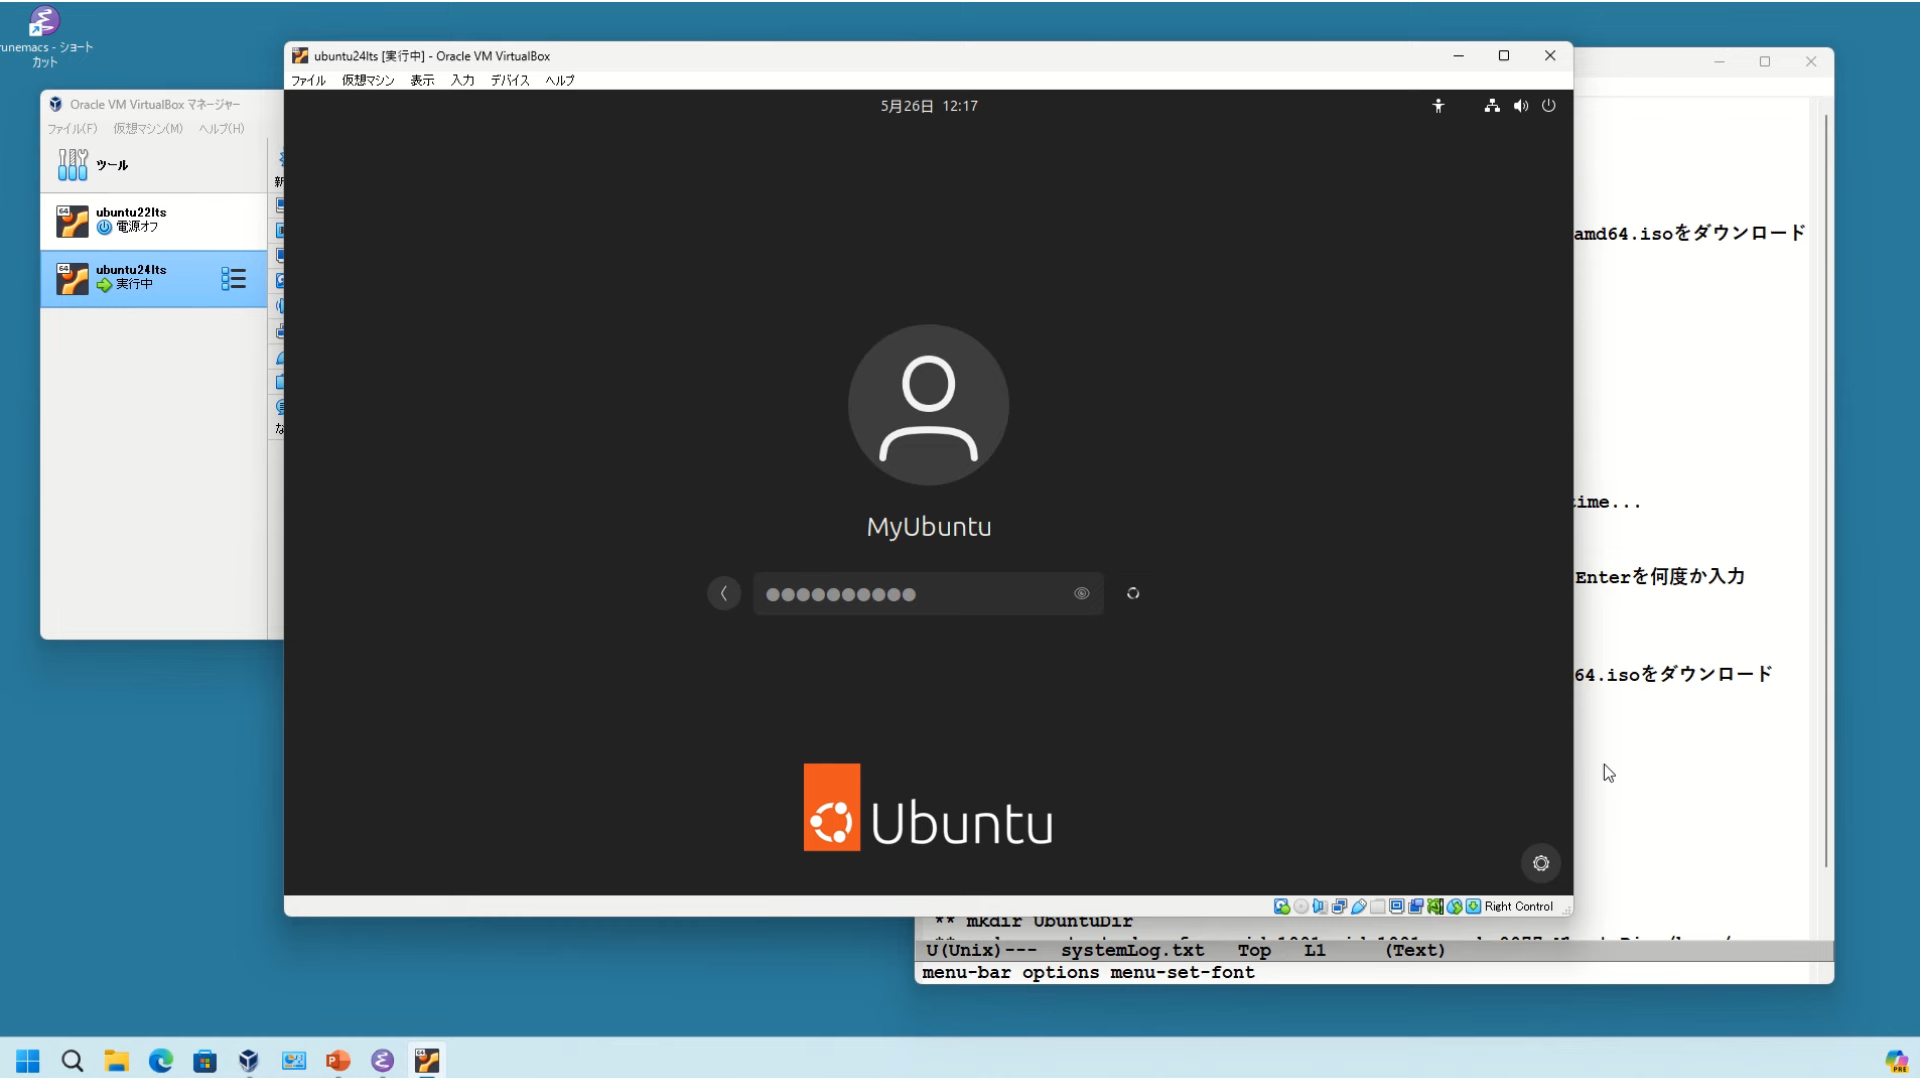 runemacs - ショート
カット
Oracle VM VirtualBox マネージャー
ファイル(F) 仮想マシン(M) ヘルプ(H)
ツール
新
ubuntu22lts
電源オフ
ubuntu24lts
実行中
な
ubuntu24lts [実行中] - Oracle VM VirtualBox
ファイル 仮想マシン 表示 入力 デバイス ヘルプ
5月26日 12:17
MyUbuntu
Ubuntu
Right Control
amd64.isoをダウンロード
time...
Enterを何度か入力
64.isoをダウンロード
** mkdir UbuntuDir
U(Unix)--- systemLog.txt Top L1 (Text)
menu-bar options menu-set-font